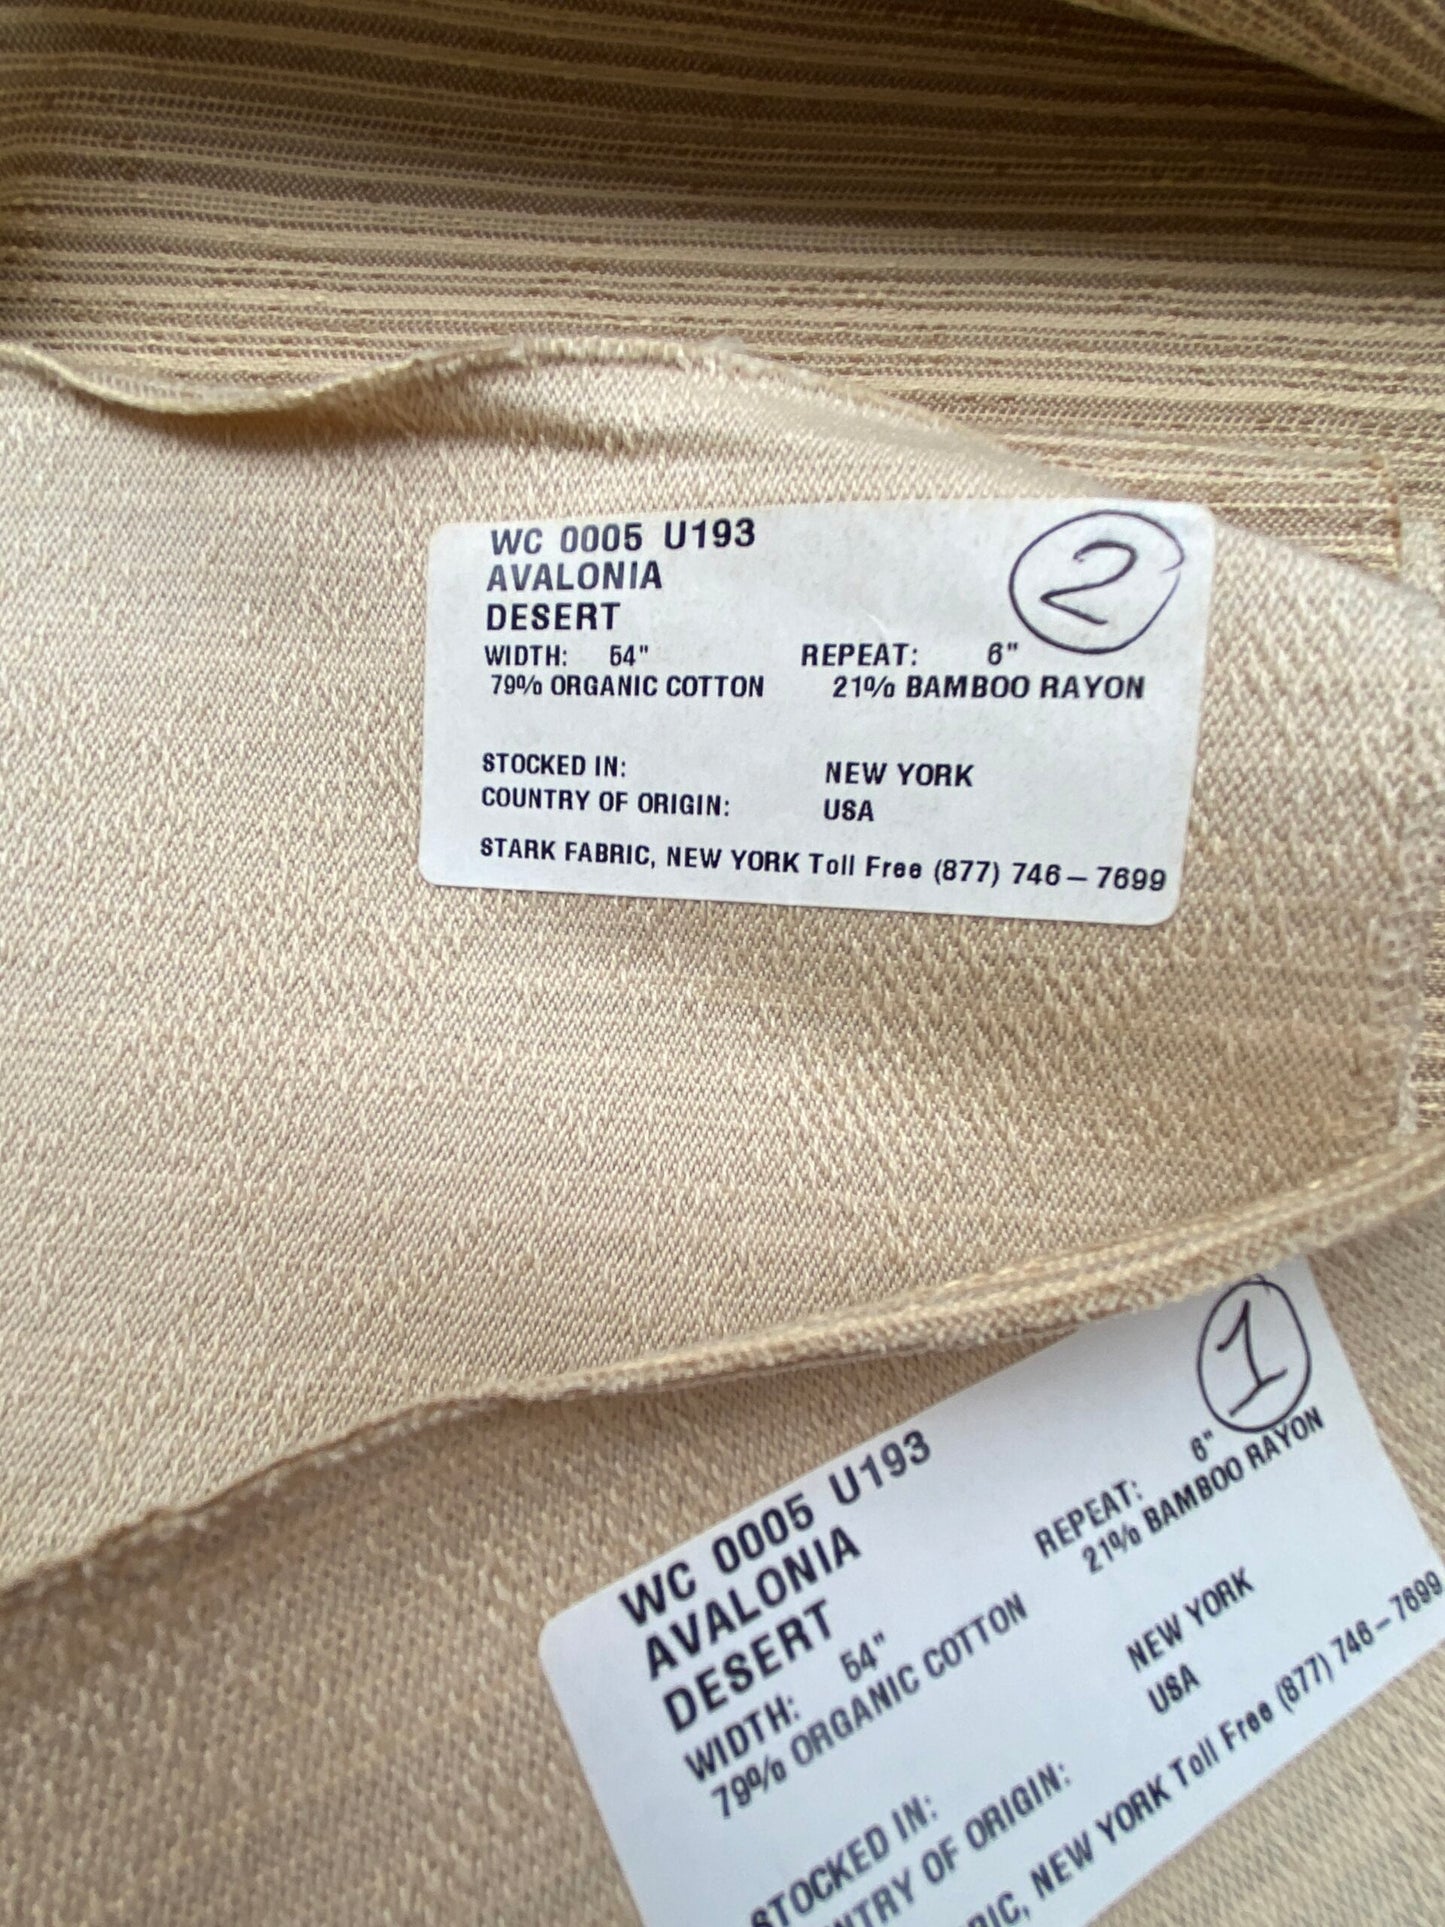 WC 0005 U193
2
AVALONIA
DESERT
WIDTH: 54" REPEAT: 6"
79% ORGANIC COTTON 21% BAMBOO RAYON
STOCKED IN: NEW YORK
COUNTRY OF ORIGIN: USA
STARK FABRIC, NEW YORK Toll Free (877) 746-7699
1
WC 0005 U193
AVALONIA
DESERT
WIDTH: 54" REPEAT: 6"
79% ORGANIC COTTON 21% BAMBOO RAYON
STOCKED IN: NEW YORK
NTRY OF ORIGIN: USA
RIC, NEW YORK Toll Free (877) 746-7699